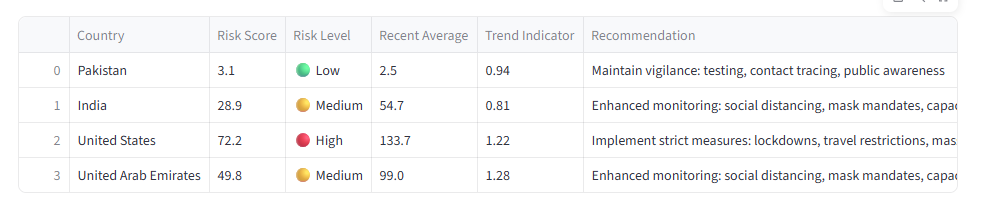 Country Risk Score Risk Level Recent Average Trend Indicator Recommendation
0 Pakistan 3.1 Low 2.5 0.94 Maintain vigilance: testing, contact tracing, public awareness
1 India 28.9 Medium 54.7 0.81 Enhanced monitoring: social distancing, mask mandates, capac
2 United States 72.2 High 133.7 1.22 Implement strict measures: lockdowns, travel restrictions, mas
3 United Arab Emirates 49.8 Medium 99.0 1.28 Enhanced monitoring: social distancing, mask mandates, capac